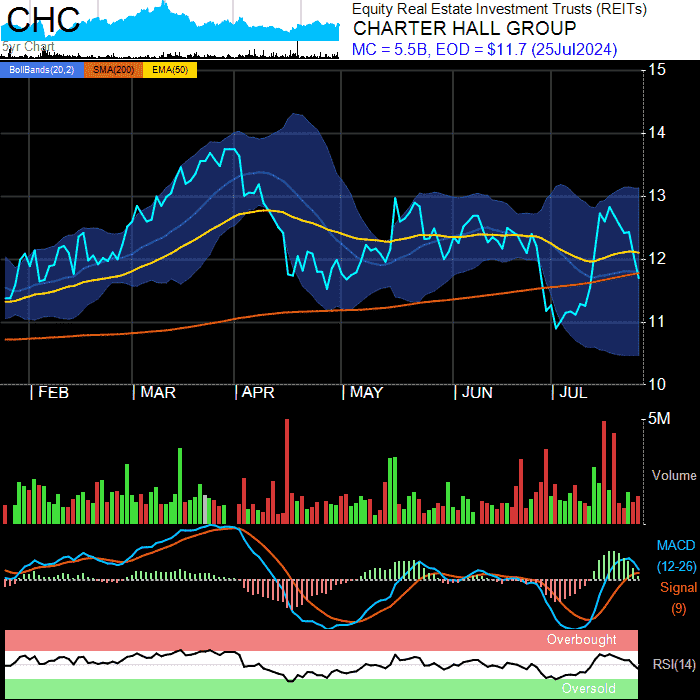 CHC
5yr Chart
Equity Real Estate Investment Trusts (REITs)
CHARTER HALL GROUP
MC = 5.5B, EOD = $11.7 (25Jul2024)
BollBands(20,2) SMA(200) EMA(50)
15
14
13
12
11
10
| FEB | MAR | APR | MAY | JUN | JUL
5M
Volume
MACD
(12-26)
Signal
(9)
Overbought
RSI(14)
Oversold